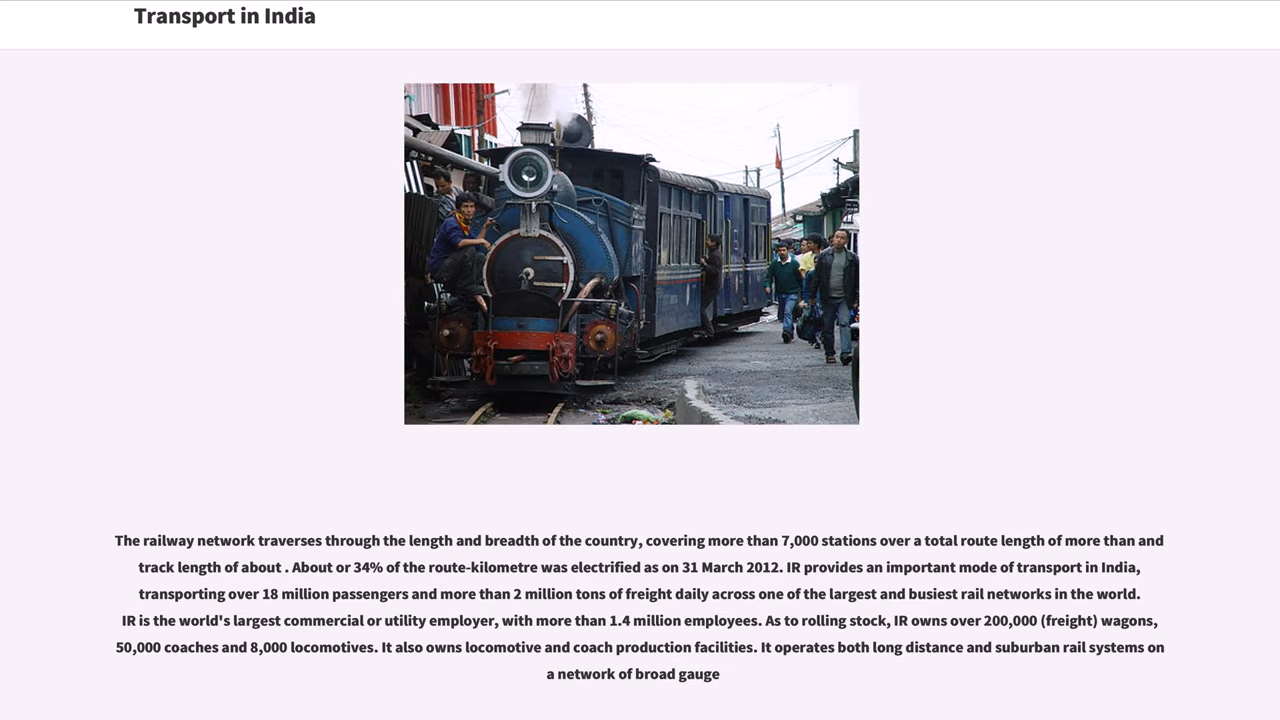 Transport in India
The railway network traverses through the length and breadth of the country, covering more than 7,000 stations over a total route length of more than and
track length of about . About or 34% of the route-kilometre was electrified as on 31 March 2012. IR provides an important mode of transport in India,
transporting over 18 million passengers and more than 2 million tons of freight daily across one of the largest and busiest rail networks in the world.
IR is the world's largest commercial or utility employer, with more than 1.4 million employees. As to rolling stock, IR owns over 200,000 (freight) wagons,
50,000 coaches and 8,000 locomotives. It also owns locomotive and coach production facilities. It operates both long distance and suburban rail systems on
a network of broad gauge